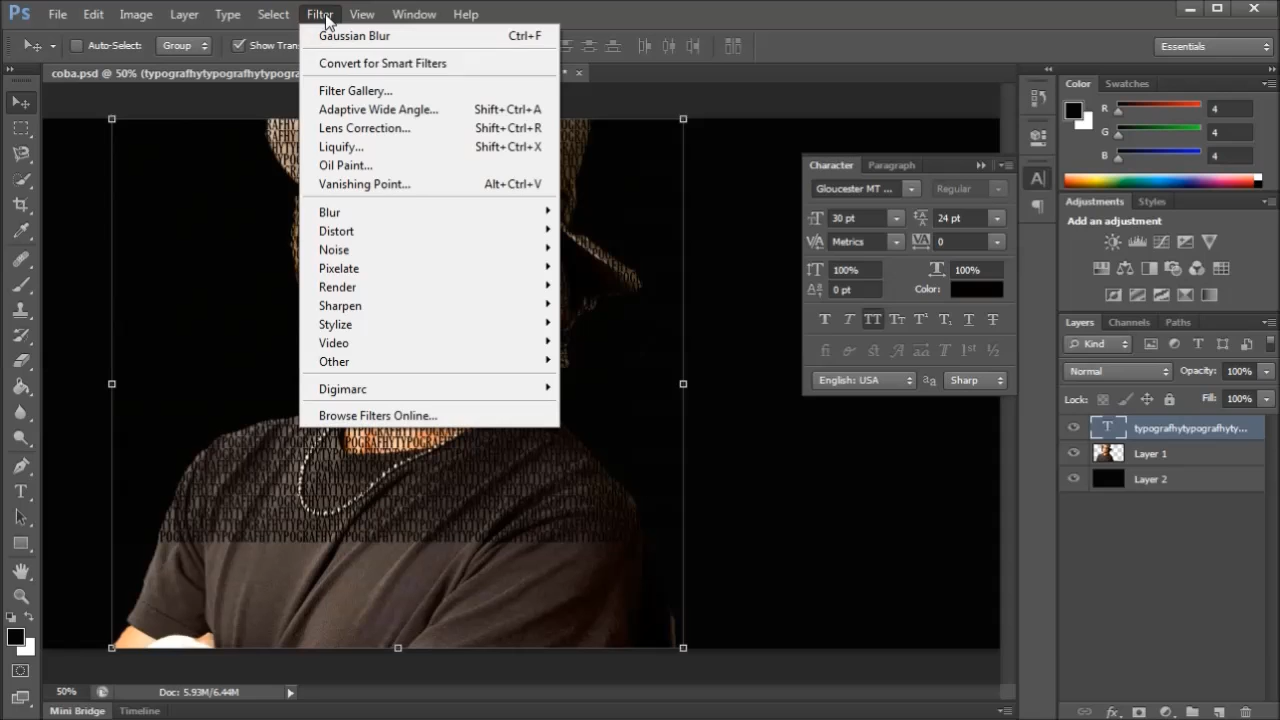 Ps File Edit Image Layer Type Select Filter View Window Help
Auto-Select: Group Show Tran
Essentials
coba.psd @ 50% (typografhytypografhytypogra
* ×
Gaussian Blur Ctrl+F
Convert for Smart Filters
Filter Gallery...
Adaptive Wide Angle... Shift+Ctrl+A
Lens Correction... Shift+Ctrl+R
Liquify... Shift+Ctrl+X
Oil Paint...
Vanishing Point... Alt+Ctrl+V
Blur
Distort
Noise
Pixelate
Render
Sharpen
Stylize
Video
Other
Digimarc
Browse Filters Online...
Character Paragraph
Gloucester MT ... Regular
30 pt 24 pt
Metrics 0
100% 100%
0 pt Color:
English: USA Sharp
Color Swatches
R 4
G 4
B 4
Adjustments Styles
Add an adjustment
Layers Channels Paths
Kind
Normal Opacity: 100%
Lock: Fill: 100%
T typografhytypografhyty...
Layer 1
Layer 2
POGRAFHYTYPOGRAFHYTYPOGRAFHYTYPOGRAFHYTYPOGRAFHYTYPOGRAFHY
50% Doc: 5.93M/6.44M
Mini Bridge Timeline